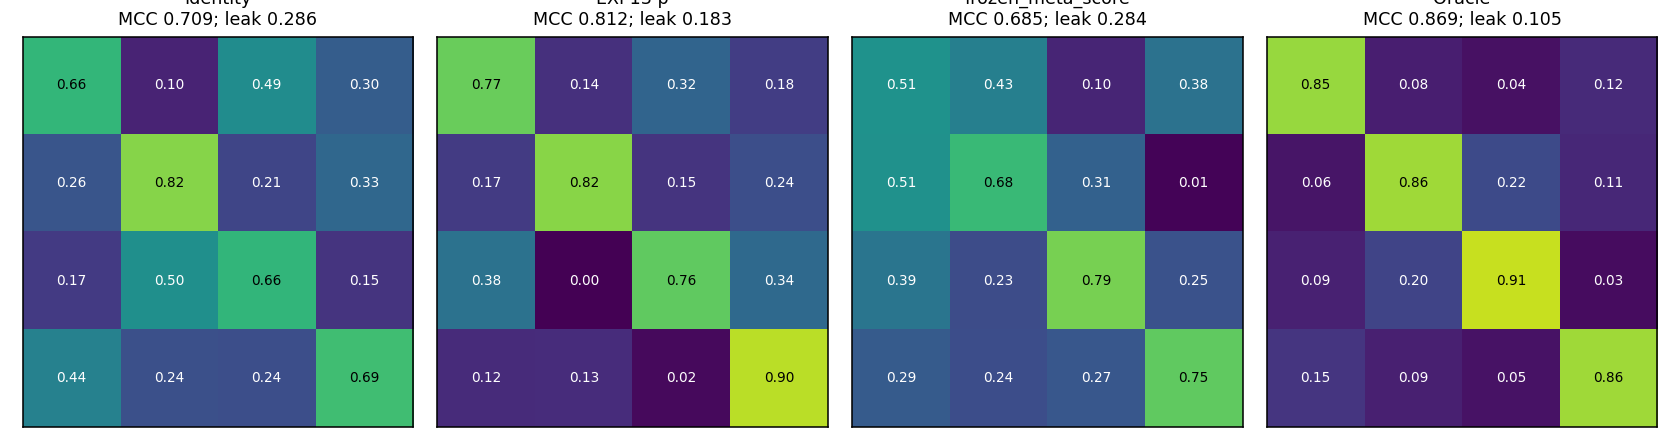 Identity
MCC 0.709; leak 0.286
MCC 0.812; leak 0.183
frozen_meta_score
MCC 0.685; leak 0.284
Oracle
MCC 0.869; leak 0.105
0.66 0.10 0.49 0.30
0.26 0.82 0.21 0.33
0.17 0.50 0.66 0.15
0.44 0.24 0.24 0.69
0.77 0.14 0.32 0.18
0.17 0.82 0.15 0.24
0.38 0.00 0.76 0.34
0.12 0.13 0.02 0.90
0.51 0.43 0.10 0.38
0.51 0.68 0.31 0.01
0.39 0.23 0.79 0.25
0.29 0.24 0.27 0.75
0.85 0.08 0.04 0.12
0.06 0.86 0.22 0.11
0.09 0.20 0.91 0.03
0.15 0.09 0.05 0.86